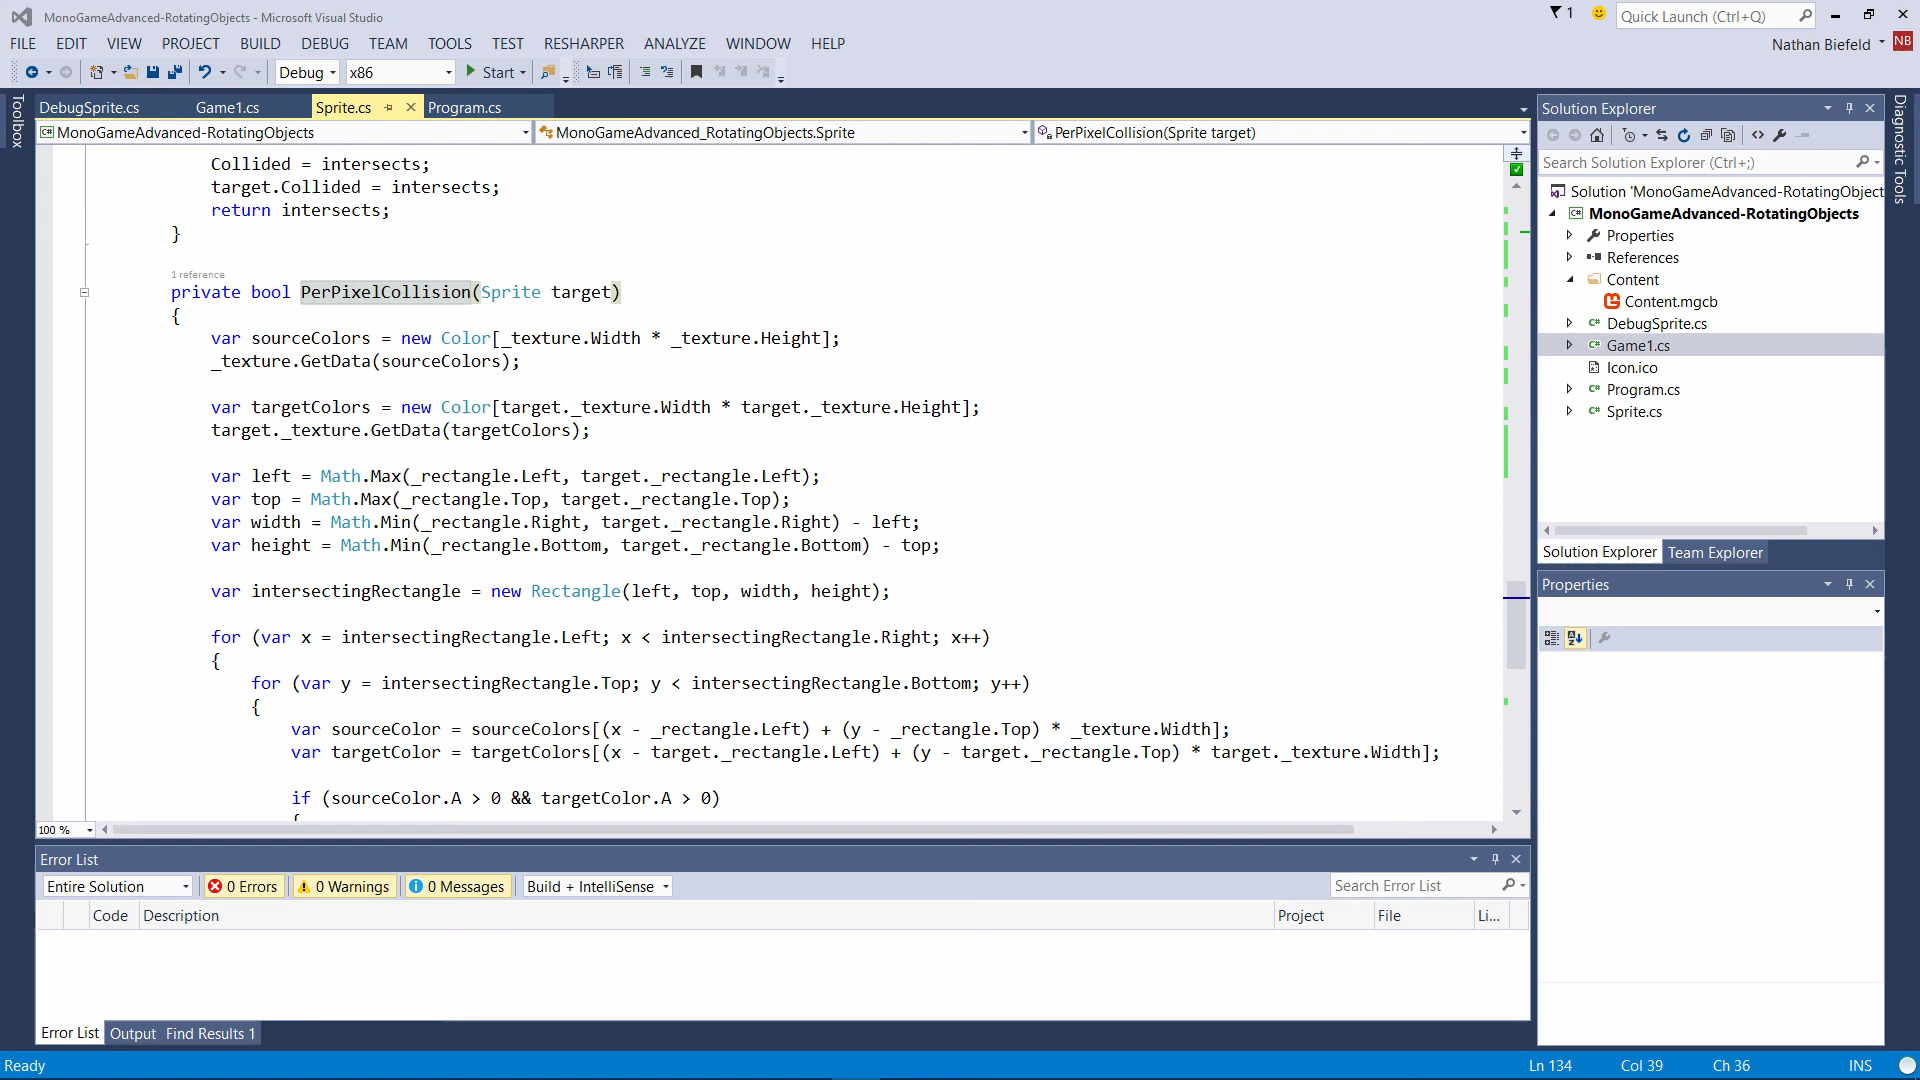 MonoGameAdvanced-RotatingObjects - Microsoft Visual Studio
1
Quick Launch (Ctrl+Q)
FILE EDIT VIEW PROJECT BUILD DEBUG TEAM TOOLS TEST RESHARPER ANALYZE WINDOW HELP
Nathan Biefeld NB
Debug x86 Start
Toolbox
DebugSprite.cs Game1.cs Sprite.cs Program.cs
MonoGameAdvanced-RotatingObjects MonoGameAdvanced_RotatingObjects.Sprite PerPixelCollision(Sprite target)
Collided = intersects;
target.Collided = intersects;
return intersects;
}
1 reference
private bool PerPixelCollision(Sprite target)
{
var sourceColors = new Color[_texture.Width * _texture.Height];
_texture.GetData(sourceColors);
var targetColors = new Color[target._texture.Width * target._texture.Height];
target._texture.GetData(targetColors);
var left = Math.Max(_rectangle.Left, target._rectangle.Left);
var top = Math.Max(_rectangle.Top, target._rectangle.Top);
var width = Math.Min(_rectangle.Right, target._rectangle.Right) - left;
var height = Math.Min(_rectangle.Bottom, target._rectangle.Bottom) - top;
var intersectingRectangle = new Rectangle(left, top, width, height);
for (var x = intersectingRectangle.Left; x < intersectingRectangle.Right; x++)
{
for (var y = intersectingRectangle.Top; y < intersectingRectangle.Bottom; y++)
{
var sourceColor = sourceColors[(x - _rectangle.Left) + (y - _rectangle.Top) * _texture.Width];
var targetColor = targetColors[(x - target._rectangle.Left) + (y - target._rectangle.Top) * target._texture.Width];
if (sourceColor.A > 0 && targetColor.A > 0)
{
100 %
Solution Explorer
Search Solution Explorer (Ctrl+;)
Solution 'MonoGameAdvanced-RotatingObject
MonoGameAdvanced-RotatingObjects
Properties
References
Content
Content.mgcb
DebugSprite.cs
Game1.cs
Icon.ico
Program.cs
Sprite.cs
Solution Explorer Team Explorer
Properties
Diagnostic Tools
Error List
Entire Solution 0 Errors 0 Warnings 0 Messages Build + IntelliSense Search Error List
Code Description Project File Li...
Error List Output Find Results 1
Ready Ln 134 Col 39 Ch 36 INS